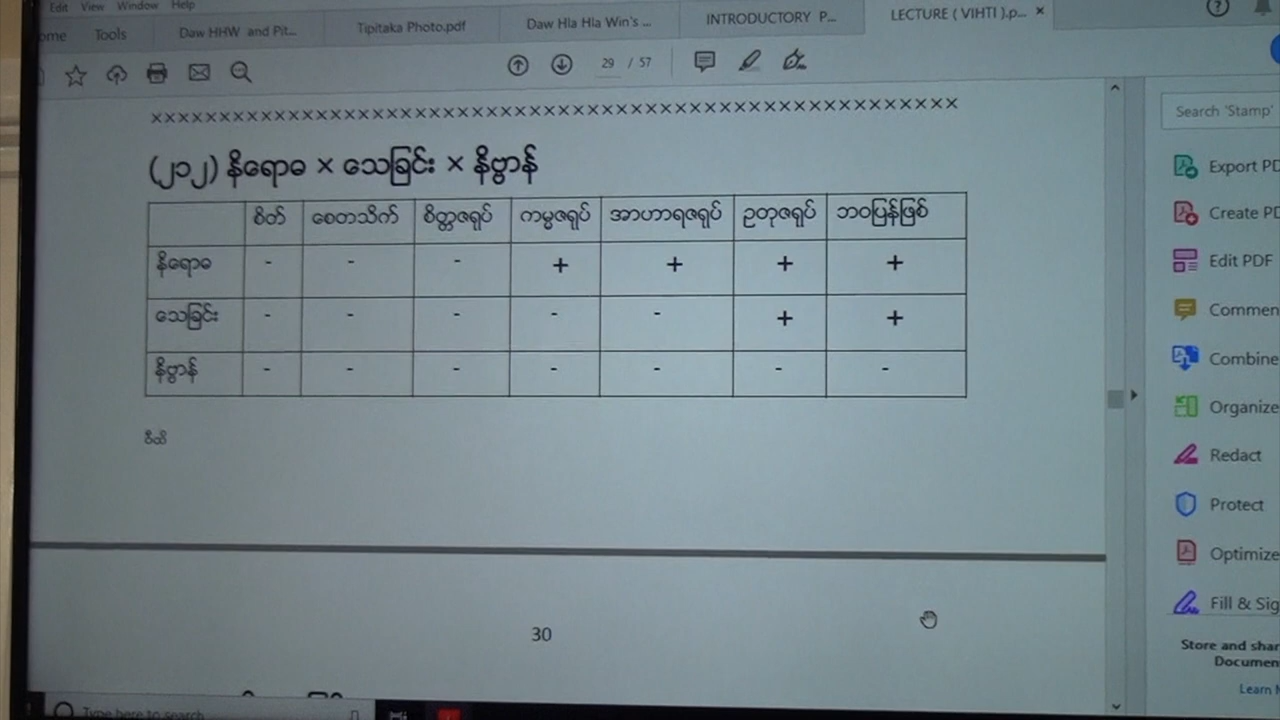 Edit View Window Help
ome Tools Daw HHW and Pit... Tipitaka Photo.pdf Daw Hla Hla Win's ... INTRODUCTORY P... LECTURE ( VIHTI ).p... ×
29 / 57
Search 'Stamp'
×××××××××××××××××××××××××××××××××××××××××××××××××××××××××××××××
(၂၁၂) နိရောဓ × သေခြင်း × နိဗ္ဗာန်
စိတ် စေတသိက် စိတ္တဇရုပ် ကမ္မဇရုပ် အာဟာရဇရုပ် ဥတုဇရုပ် ဘဝပြန်ဖြစ်
နိရောဓ - - - + + + +
သေခြင်း - - - - - + +
နိဗ္ဗာန် - - - - - - -
ဝီထိ
30
Export PD
Create PD
Edit PDF
Commen
Combine
Organize
Redact
Protect
Optimize
Fill & Sig
Store and shar
Documen
Learn
Type here to search